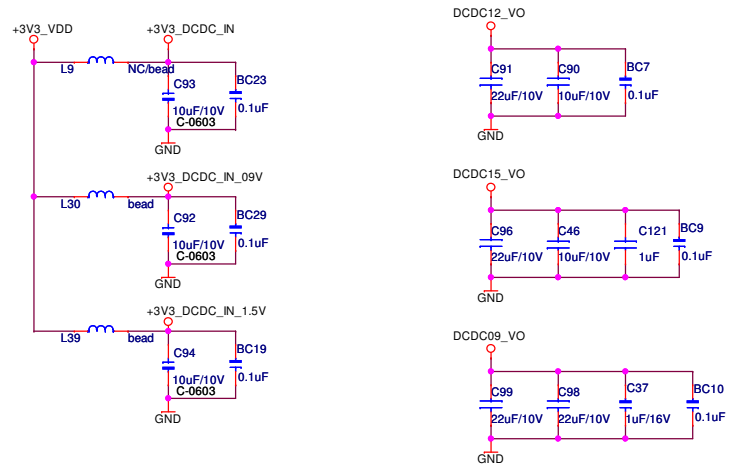 +3V3_VDD
+3V3_DCDC_IN
L9
NC/bead
C93
10uF/10V
C-0603
BC23
0.1uF
GND
+3V3_DCDC_IN_09V
L30
bead
C92
10uF/10V
C-0603
BC29
0.1uF
GND
+3V3_DCDC_IN_1.5V
L39
bead
C94
10uF/10V
C-0603
BC19
0.1uF
GND
DCDC12_VO
C91
22uF/10V
C90
10uF/10V
BC7
0.1uF
GND
DCDC15_VO
C96
22uF/10V
C46
10uF/10V
C121
1uF
BC9
0.1uF
GND
DCDC09_VO
C99
22uF/10V
C98
22uF/10V
C37
1uF/16V
BC10
0.1uF
GND